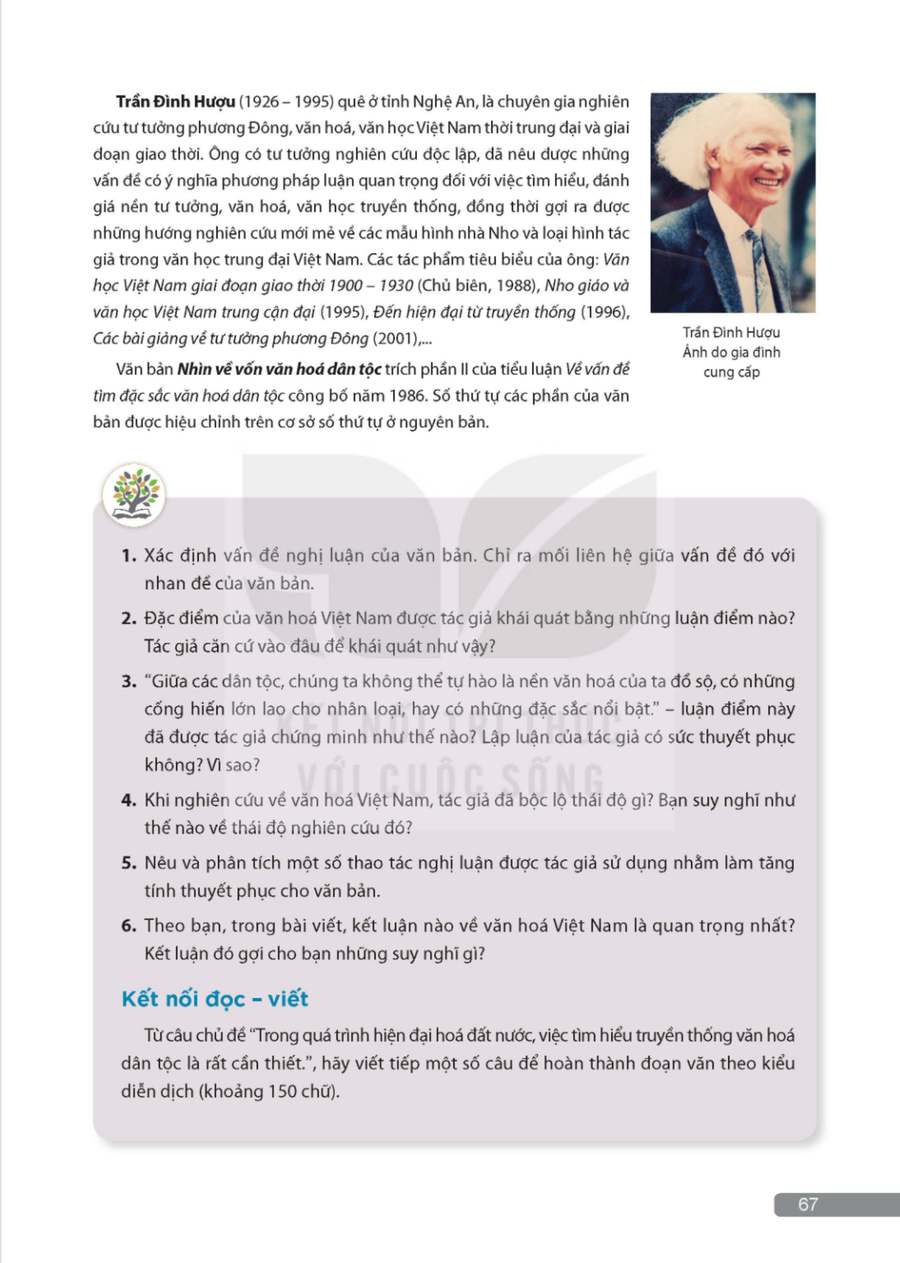 Trần Đình Hượu (1926 – 1995) quê ở tỉnh Nghệ An, là chuyên gia nghiên
cứu tư tưởng phương Đông, văn hoá, văn học Việt Nam thời trung đại và giai
đoạn giao thời. Ông có tư tưởng nghiên cứu độc lập, đã nêu được những
vấn đề có ý nghĩa phương pháp luận quan trọng đối với việc tìm hiểu, đánh
giá nền tư tưởng, văn hoá, văn học truyền thống, đồng thời gợi ra được
những hướng nghiên cứu mới mẻ về các mẫu hình nhà Nho và loại hình tác
giả trong văn học trung đại Việt Nam. Các tác phẩm tiêu biểu của ông: Văn
học Việt Nam giai đoạn giao thời 1900 – 1930 (Chủ biên, 1988), Nho giáo và
văn học Việt Nam trung cận đại (1995), Đến hiện đại từ truyền thống (1996),
Các bài giảng về tư tưởng phương Đông (2001),...
Văn bản Nhìn về vốn văn hoá dân tộc trích phần II của tiểu luận Về vấn đề
tìm đặc sắc văn hoá dân tộc công bố năm 1986. Số thứ tự các phần của văn
bản được hiệu chỉnh trên cơ sở số thứ tự ở nguyên bản.
Trần Đình Hượu
Ảnh do gia đình
cung cấp
1. Xác định vấn đề nghị luận của văn bản. Chỉ ra mối liên hệ giữa vấn đề đó với
nhan đề của văn bản.
2. Đặc điểm của văn hoá Việt Nam được tác giả khái quát bằng những luận điểm nào?
Tác giả căn cứ vào đâu để khái quát như vậy?
3. “Giữa các dân tộc, chúng ta không thể tự hào là nền văn hoá của ta đồ sộ, có những
cống hiến lớn lao cho nhân loại, hay có những đặc sắc nổi bật.” – luận điểm này
đã được tác giả chứng minh như thế nào? Lập luận của tác giả có sức thuyết phục
không? Vì sao?
4. Khi nghiên cứu về văn hoá Việt Nam, tác giả đã bộc lộ thái độ gì? Bạn suy nghĩ như
thế nào về thái độ nghiên cứu đó?
5. Nêu và phân tích một số thao tác nghị luận được tác giả sử dụng nhằm làm tăng
tính thuyết phục cho văn bản.
6. Theo bạn, trong bài viết, kết luận nào về văn hoá Việt Nam là quan trọng nhất?
Kết luận đó gợi cho bạn những suy nghĩ gì?
KẾT NỐI TRI THỨC
VỚI CUỘC SỐNG
Kết nối đọc – viết
Từ câu chủ đề “Trong quá trình hiện đại hoá đất nước, việc tìm hiểu truyền thống văn hoá
dân tộc là rất cần thiết.”, hãy viết tiếp một số câu để hoàn thành đoạn văn theo kiểu
diễn dịch (khoảng 150 chữ).
67